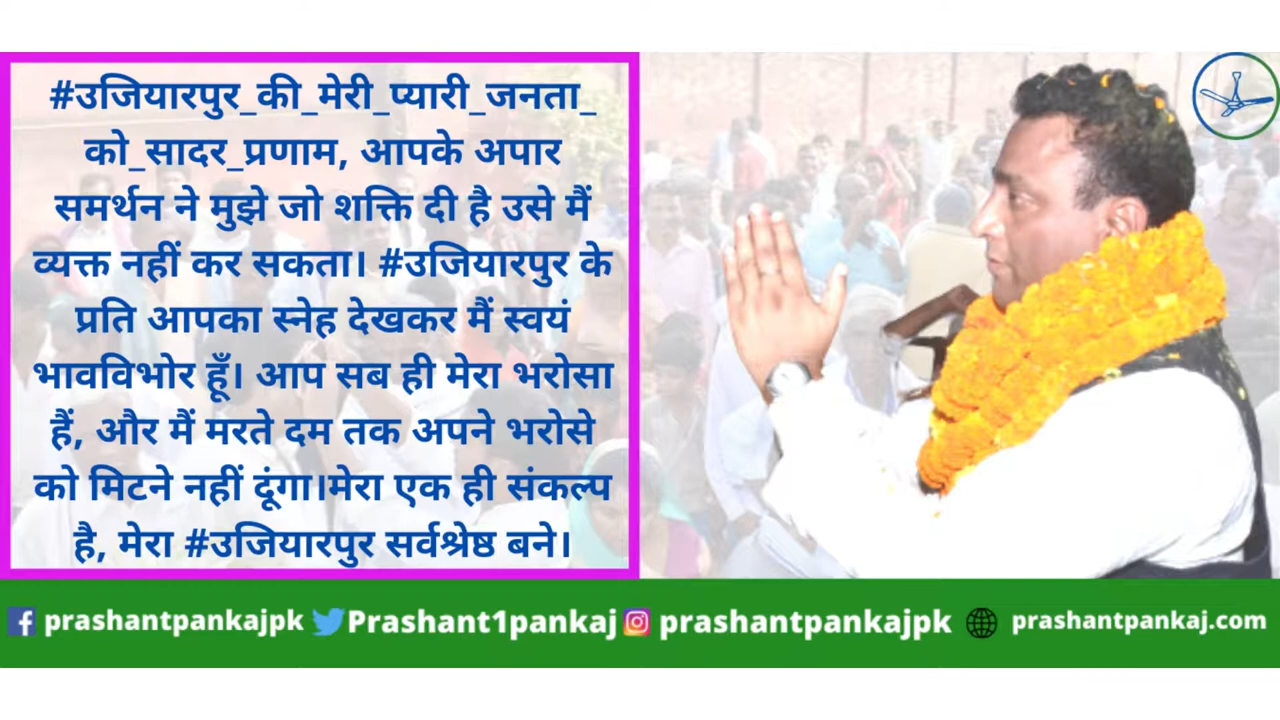 #उजियारपुर_की_मेरी_प्यारी_जनता_
को_सादर_प्रणाम, आपके अपार
समर्थन ने मुझे जो शक्ति दी है उसे मैं
व्यक्त नहीं कर सकता। #उजियारपुर के
प्रति आपका स्नेह देखकर मैं स्वयं
भावविभोर हूँ। आप सब ही मेरा भरोसा
हैं, और मैं मरते दम तक अपने भरोसे
को मिटने नहीं दूंगा।मेरा एक ही संकल्प
है, मेरा #उजियारपुर सर्वश्रेष्ठ बने।
prashantpankajpk Prashant1pankaj prashantpankajpk prashantpankaj.com